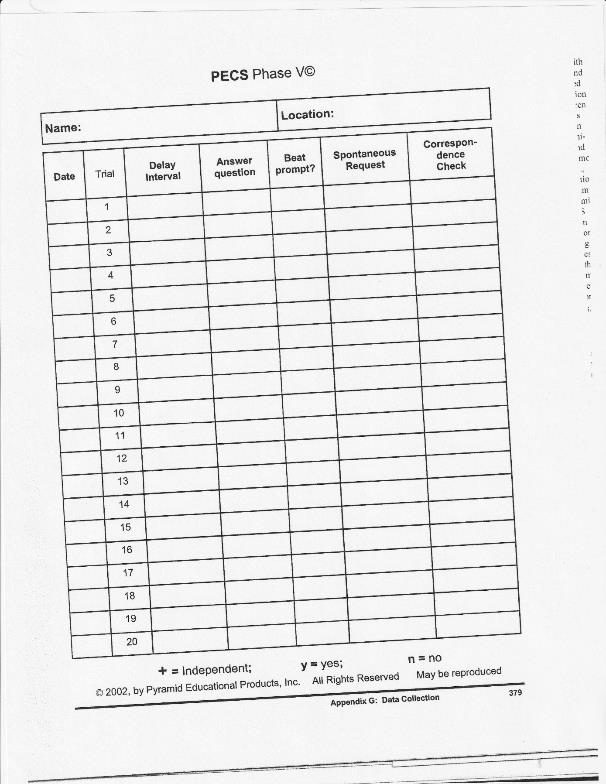 PECS Phase V©
Name:
Location:
Date Trial Delay Interval Answer question Beat prompt? Spontaneous Request Correspon-dence Check
1
2
3
4
5
6
7
8
9
10
11
12
13
14
15
16
17
18
19
20
+ = Independent; y = yes; n = no
© 2002, by Pyramid Educational Products, Inc. All Rights Reserved May be reproduced
Appendix G: Data Collection 379